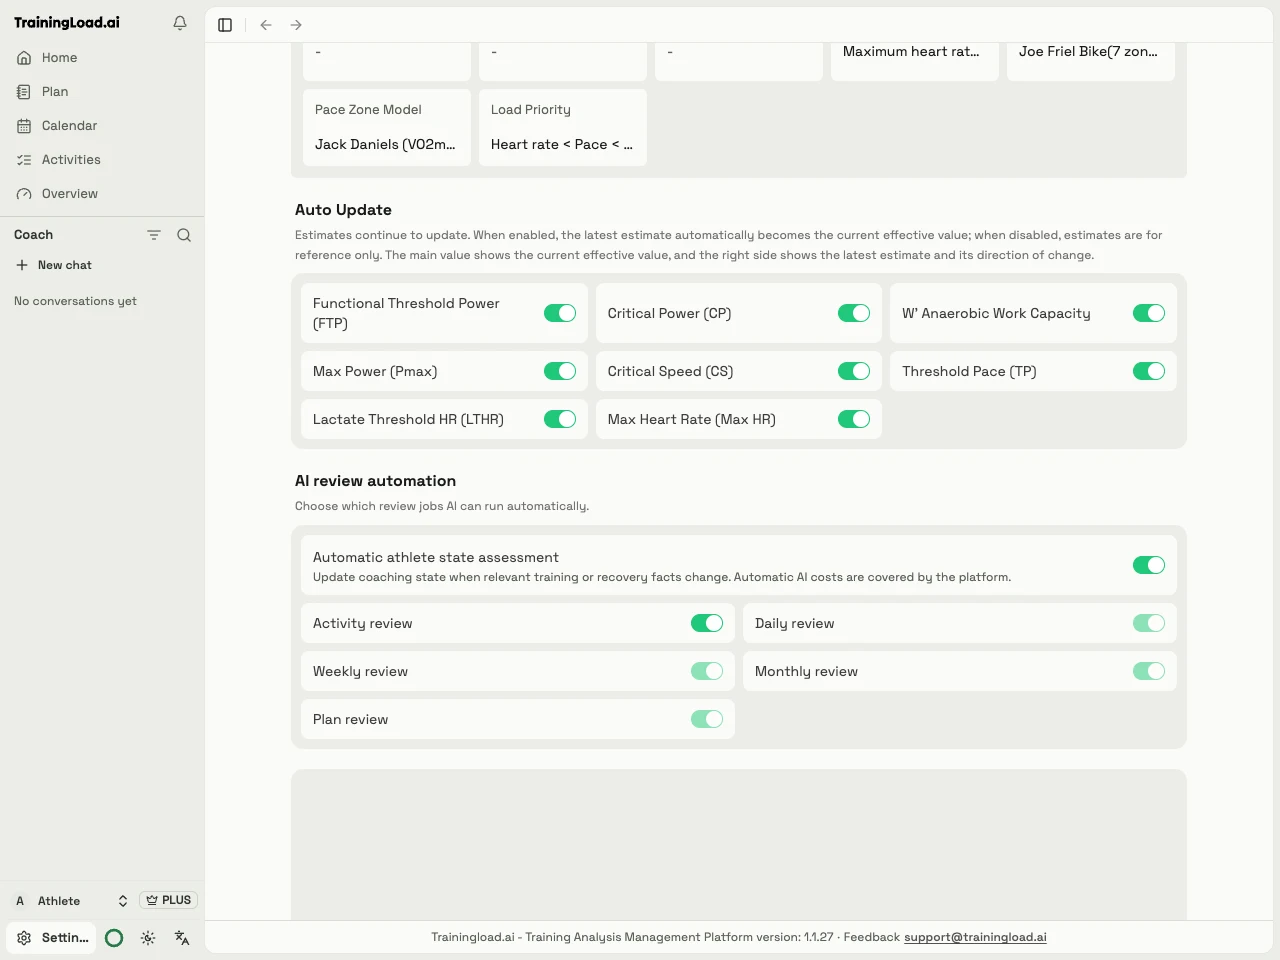 TrainingLoad.ai
Home
Plan
Calendar
Activities
Overview
Coach
New chat
No conversations yet
A Athlete
PLUS
Settin...
-
-
-
Maximum heart rat...
Joe Friel Bike(7 zon...
Pace Zone Model
Jack Daniels (VO2m...
Load Priority
Heart rate < Pace < ...
Auto Update
Estimates continue to update. When enabled, the latest estimate automatically becomes the current effective value; when disabled, estimates are for
reference only. The main value shows the current effective value, and the right side shows the latest estimate and its direction of change.
Functional Threshold Power
(FTP)
Critical Power (CP)
W' Anaerobic Work Capacity
Max Power (Pmax)
Critical Speed (CS)
Threshold Pace (TP)
Lactate Threshold HR (LTHR)
Max Heart Rate (Max HR)
AI review automation
Choose which review jobs AI can run automatically.
Automatic athlete state assessment
Update coaching state when relevant training or recovery facts change. Automatic AI costs are covered by the platform.
Activity review
Daily review
Weekly review
Monthly review
Plan review
Trainingload.ai - Training Analysis Management Platform version: 1.1.27 · Feedback support@trainingload.ai